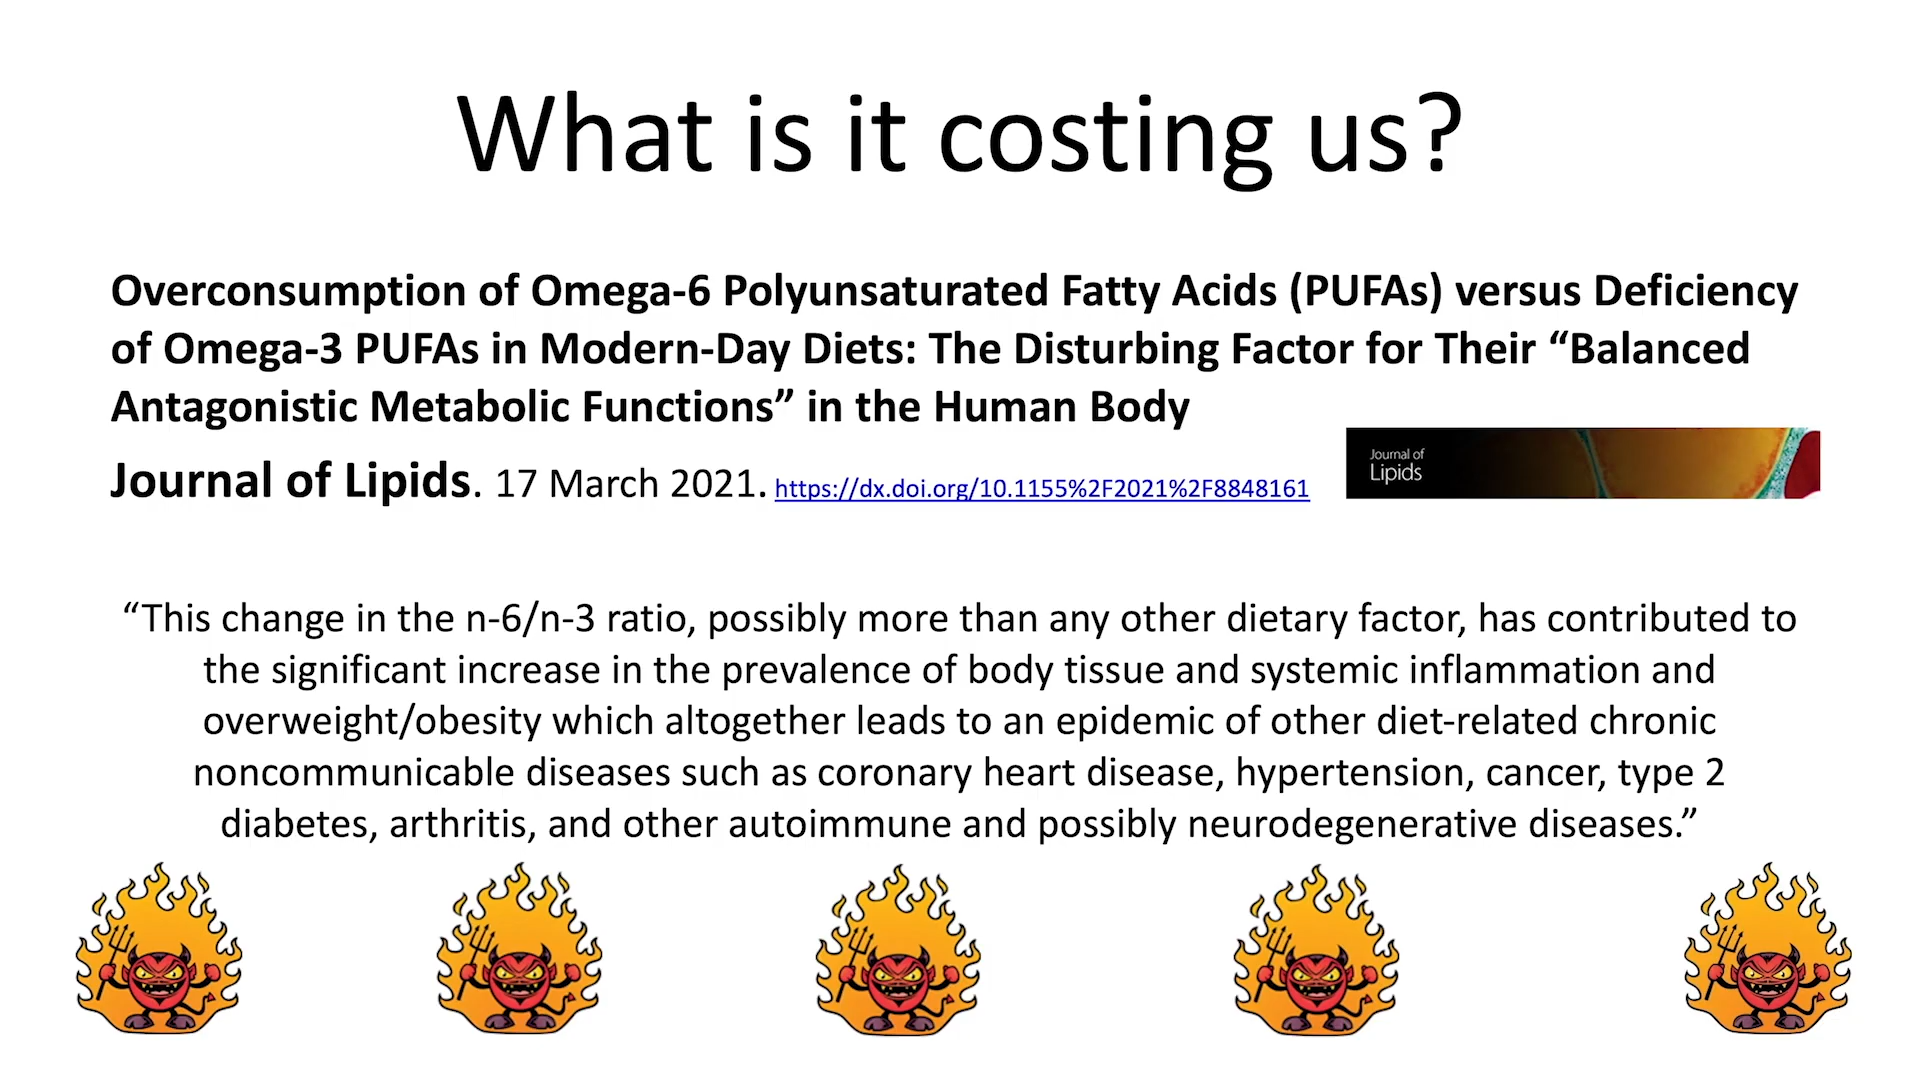 What is it costing us?
Overconsumption of Omega-6 Polyunsaturated Fatty Acids (PUFAs) versus Deficiency
of Omega-3 PUFAs in Modern-Day Diets: The Disturbing Factor for Their “Balanced
Antagonistic Metabolic Functions” in the Human Body
Journal of Lipids. 17 March 2021. https://dx.doi.org/10.1155%2F2021%2F8848161
Journal of
Lipids
“This change in the n-6/n-3 ratio, possibly more than any other dietary factor, has contributed to
the significant increase in the prevalence of body tissue and systemic inflammation and
overweight/obesity which altogether leads to an epidemic of other diet-related chronic
noncommunicable diseases such as coronary heart disease, hypertension, cancer, type 2
diabetes, arthritis, and other autoimmune and possibly neurodegenerative diseases.”